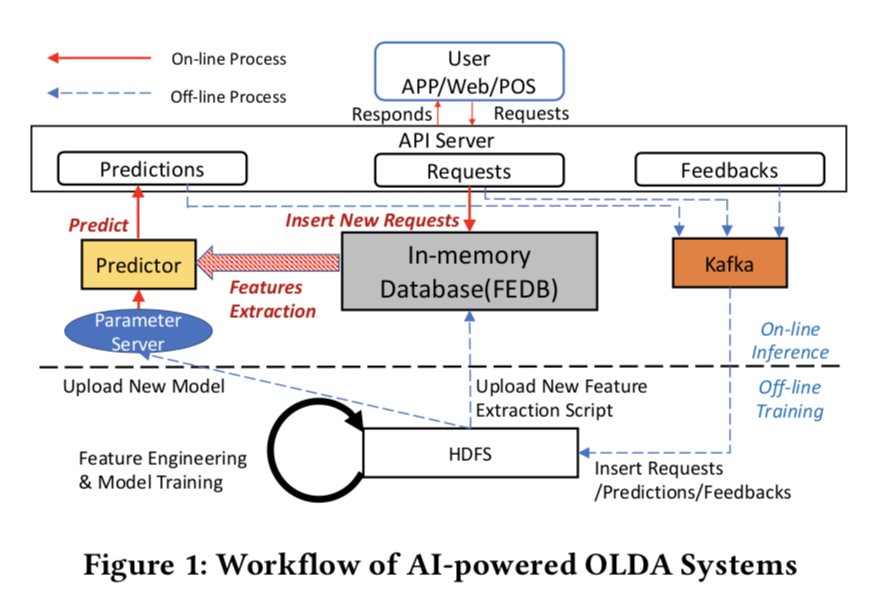 On-line Process
Off-line Process
User
APP/Web/POS
Responds
Requests
API Server
Predictions
Requests
Feedbacks
Predict
Insert New Requests
Predictor
In-memory
Database(FEDB)
Kafka
Features
Extraction
Parameter
Server
On-line
Inference
Upload New Model
Upload New Feature
Extraction Script
Off-line
Training
Feature Engineering
& Model Training
HDFS
Insert Requests
/Predictions/Feedbacks
Figure 1: Workflow of AI-powered OLDA Systems